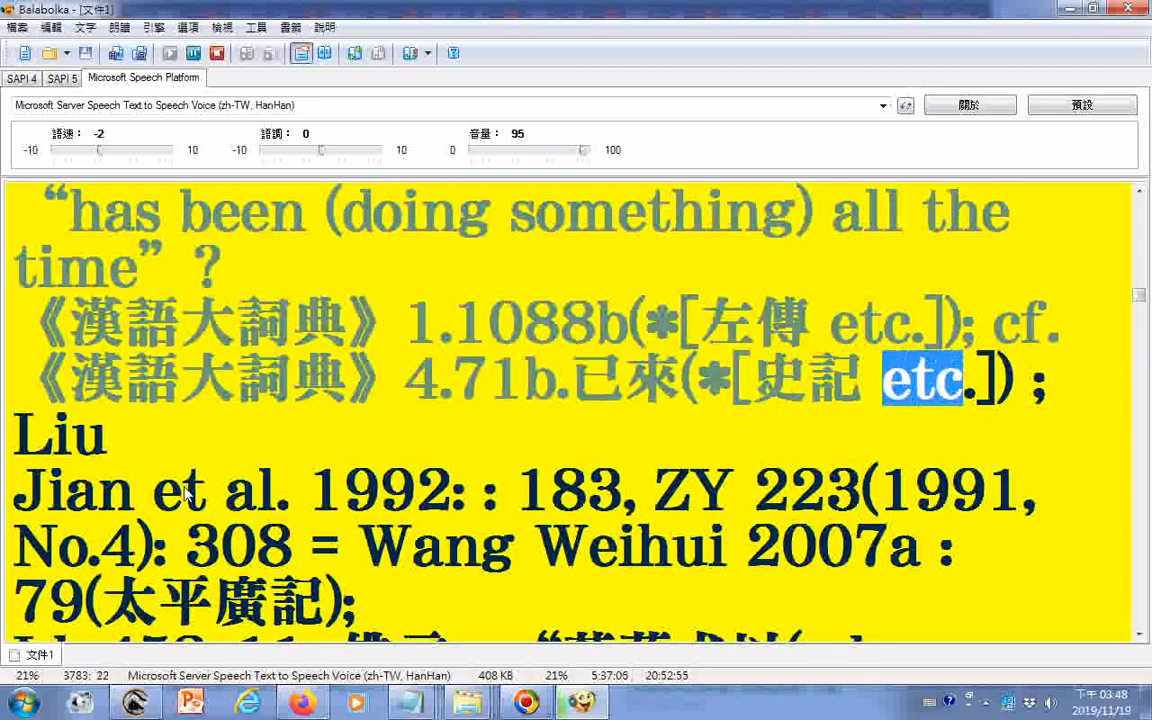 Balabolka - [文件1]
檔案 編輯 文字 朗讀 引擎 選項 檢視 工具 書籤 說明
SAPI 4 SAPI 5 Microsoft Speech Platform
Microsoft Server Speech Text to Speech Voice (zh-TW, HanHan) 關於 預設
語速： -2 語調： 0 音量： 95
-10 10 -10 10 0 100
“has been (doing something) all the
time” ?
《漢語大詞典》 1.1088b(*[左傳 etc.]); cf.
《漢語大詞典》 4.71b.已來(*[史記 etc.]) ;
Liu
Jian et al. 1992: : 183, ZY 223(1991,
No.4): 308 = Wang Weihui 2007a :
79(太平廣記);
文件1
21% 3783: 22 Microsoft Server Speech Text to Speech Voice (zh-TW, HanHan) 408 KB 21% 5:37:06 20:52:55
下午 03:48
2019/11/19